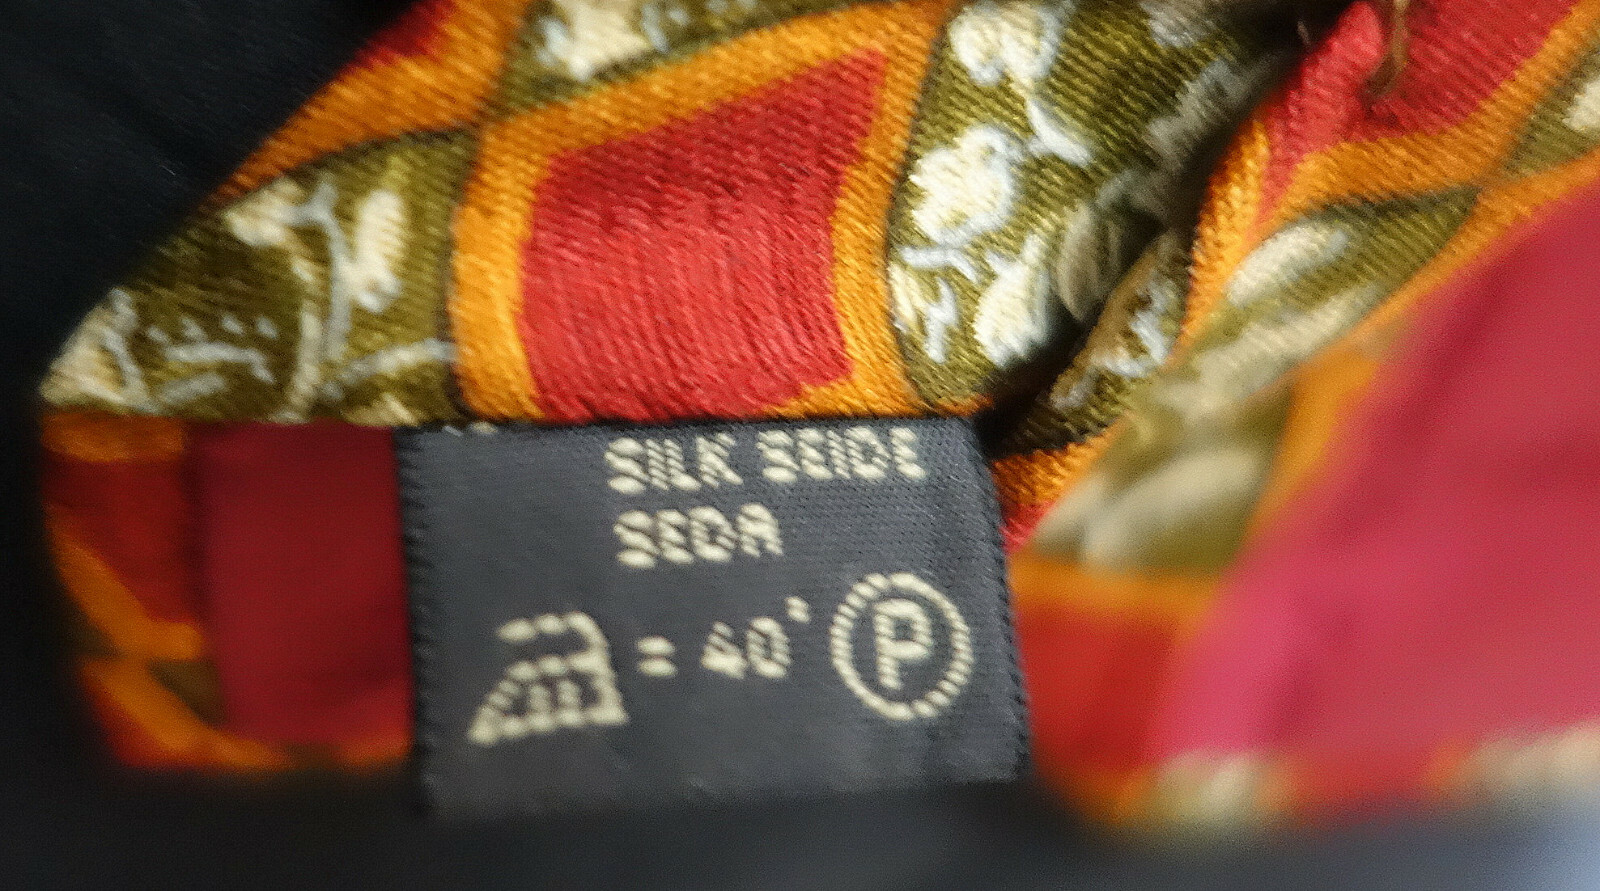 SILK SEIDE
SEDA
= 40° P